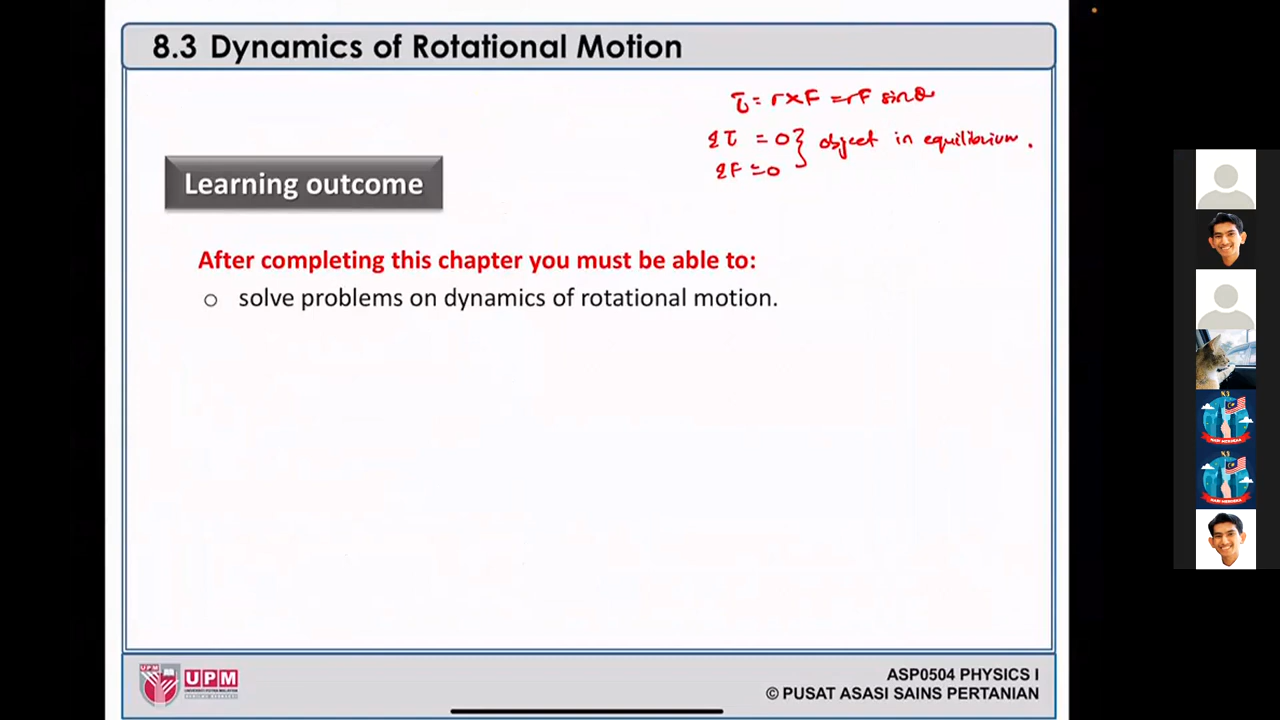 8.3 Dynamics of Rotational Motion
τ = r×F = rF sinθ
Στ = 0 } object in equilibrium.
ΣF = 0
Learning outcome
After completing this chapter you must be able to:
○ solve problems on dynamics of rotational motion.
UPM
ASP0504 PHYSICS I
© PUSAT ASASI SAINS PERTANIAN